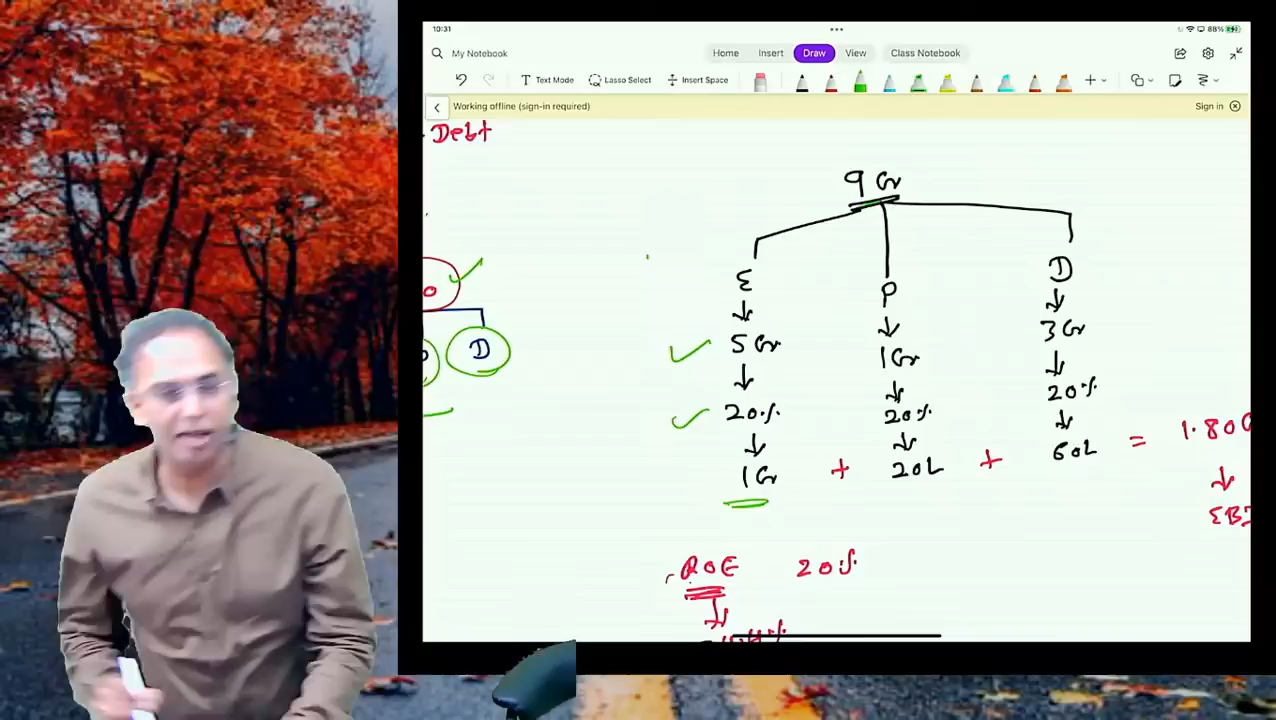 10:31
88%
My Notebook
Home Insert Draw View Class Notebook
Text Mode Lasso Select Insert Space
Working offline (sign-in required) Sign in
Debt
9 Cr
E P D
5 Cr 1 Cr 3 Cr
20% 20% 20%
1 Cr + 20L + 60L = 1.80
ROE 20%
D